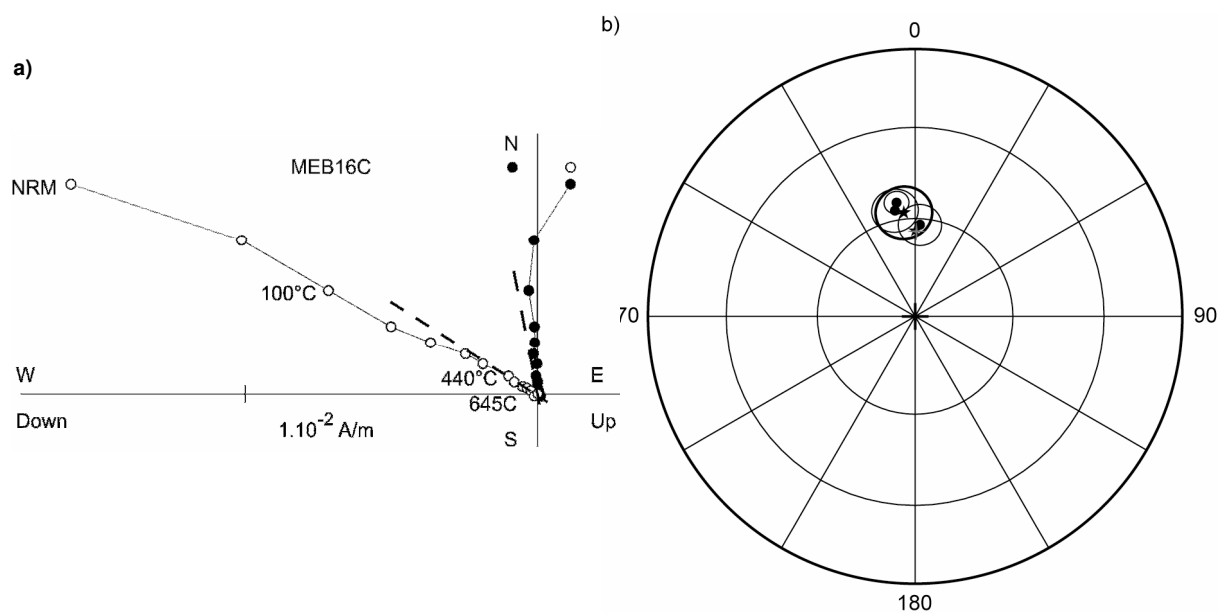 a)
N
MEB16C
NRM
100°C
440°C
645C
W
E
Down
1.10⁻² A/m
S
Up
b)
0
70
90
180